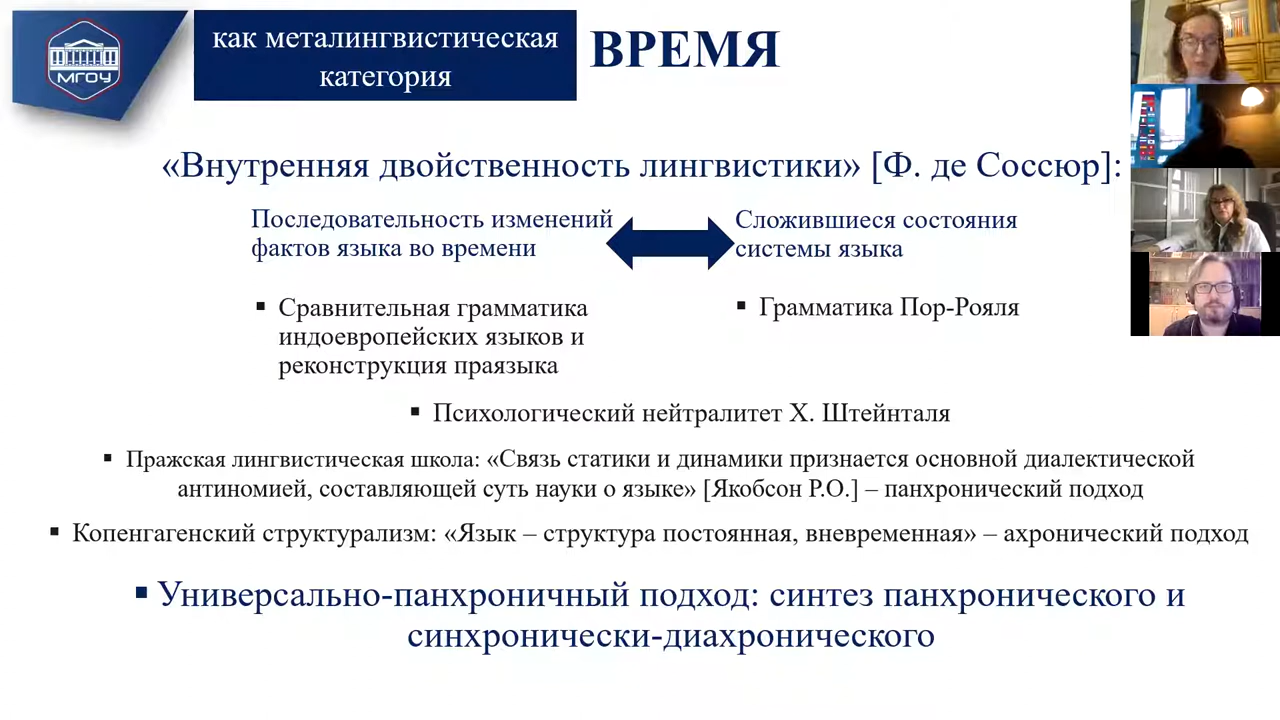 МГОУ
как металингвистическая
категория
ВРЕМЯ
«Внутренняя двойственность лингвистики» [Ф. де Соссюр]:
Последовательность изменений
фактов языка во времени
Сложившиеся состояния
системы языка
▪ Сравнительная грамматика
индоевропейских языков и
реконструкция праязыка
▪ Грамматика Пор-Рояля
▪ Психологический нейтралитет Х. Штейнталя
▪ Пражская лингвистическая школа: «Связь статики и динамики признается основной диалектической
антиномией, составляющей суть науки о языке» [Якобсон Р.О.] – панхронический подход
▪ Копенгагенский структурализм: «Язык – структура постоянная, вневременная» – ахронический подход
▪ Универсально-панхроничный подход: синтез панхронического и
синхронически-диахронического